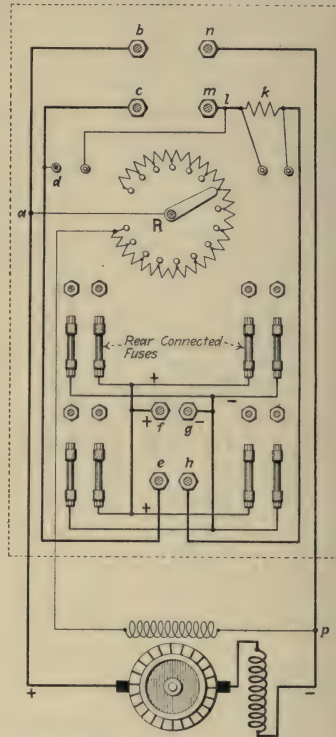 b n
c m l k
d
a R
Rear Connected
Fuses
+ −
+ f g −
e h
+
p
+ −